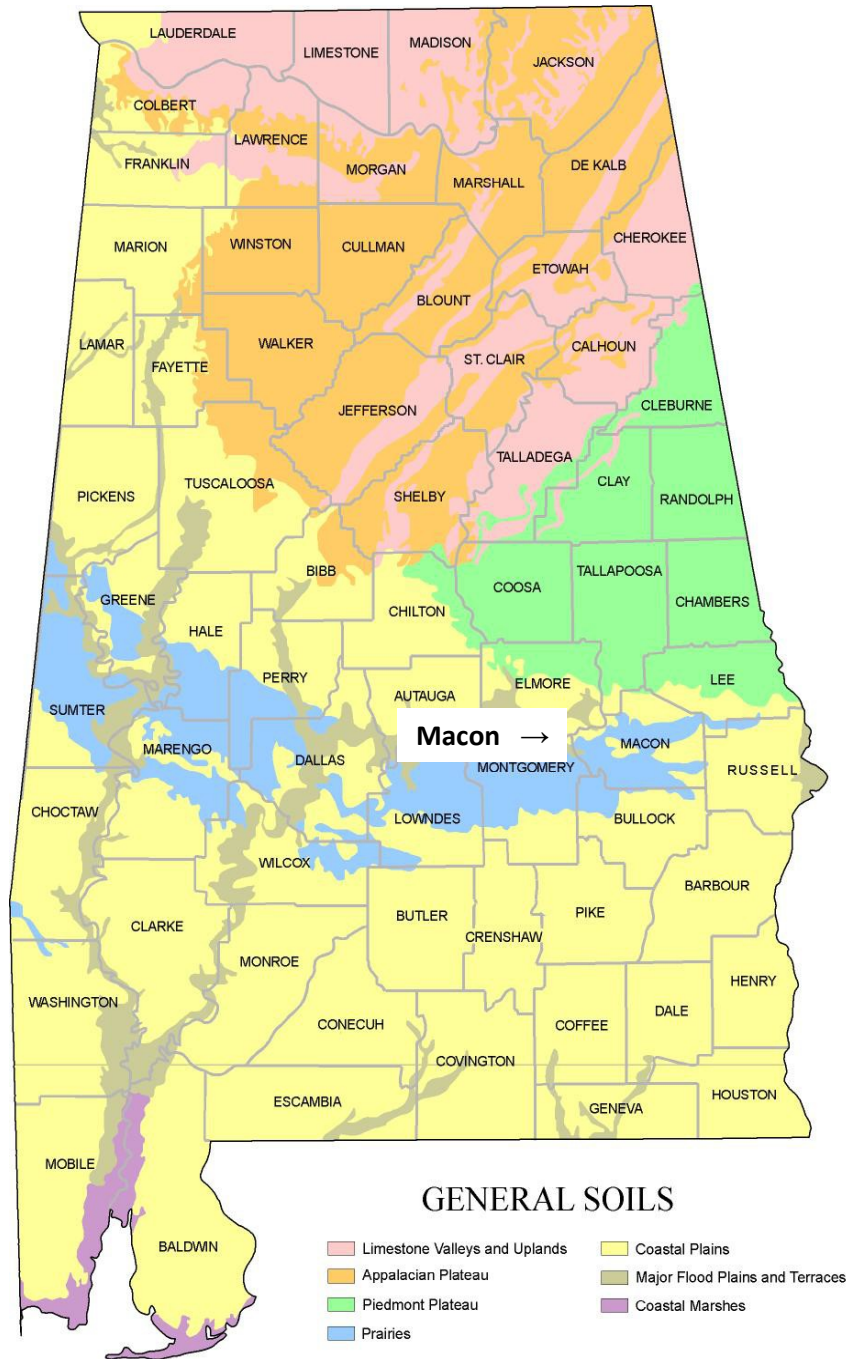 LAUDERDALE
LIMESTONE
MADISON
JACKSON
COLBERT
LAWRENCE
FRANKLIN
MORGAN
MARSHALL
DE KALB
MARION
WINSTON
CULLMAN
CHEROKEE
ETOWAH
BLOUNT
LAMAR
FAYETTE
WALKER
ST. CLAIR
CALHOUN
JEFFERSON
CLEBURNE
TALLADEGA
PICKENS
TUSCALOOSA
SHELBY
CLAY
RANDOLPH
BIBB
GREENE
HALE
CHILTON
COOSA
TALLAPOOSA
CHAMBERS
PERRY
LEE
SUMTER
AUTAUGA
ELMORE
Macon →
MARENGO
DALLAS
MONTGOMERY
MACON
RUSSELL
CHOCTAW
LOWNDES
BULLOCK
WILCOX
BARBOUR
CLARKE
BUTLER
CRENSHAW
PIKE
MONROE
HENRY
WASHINGTON
CONECUH
COFFEE
DALE
COVINGTON
ESCAMBIA
GENEVA
HOUSTON
MOBILE
BALDWIN
GENERAL SOILS
Limestone Valleys and Uplands
Appalacian Plateau
Piedmont Plateau
Prairies
Coastal Plains
Major Flood Plains and Terraces
Coastal Marshes